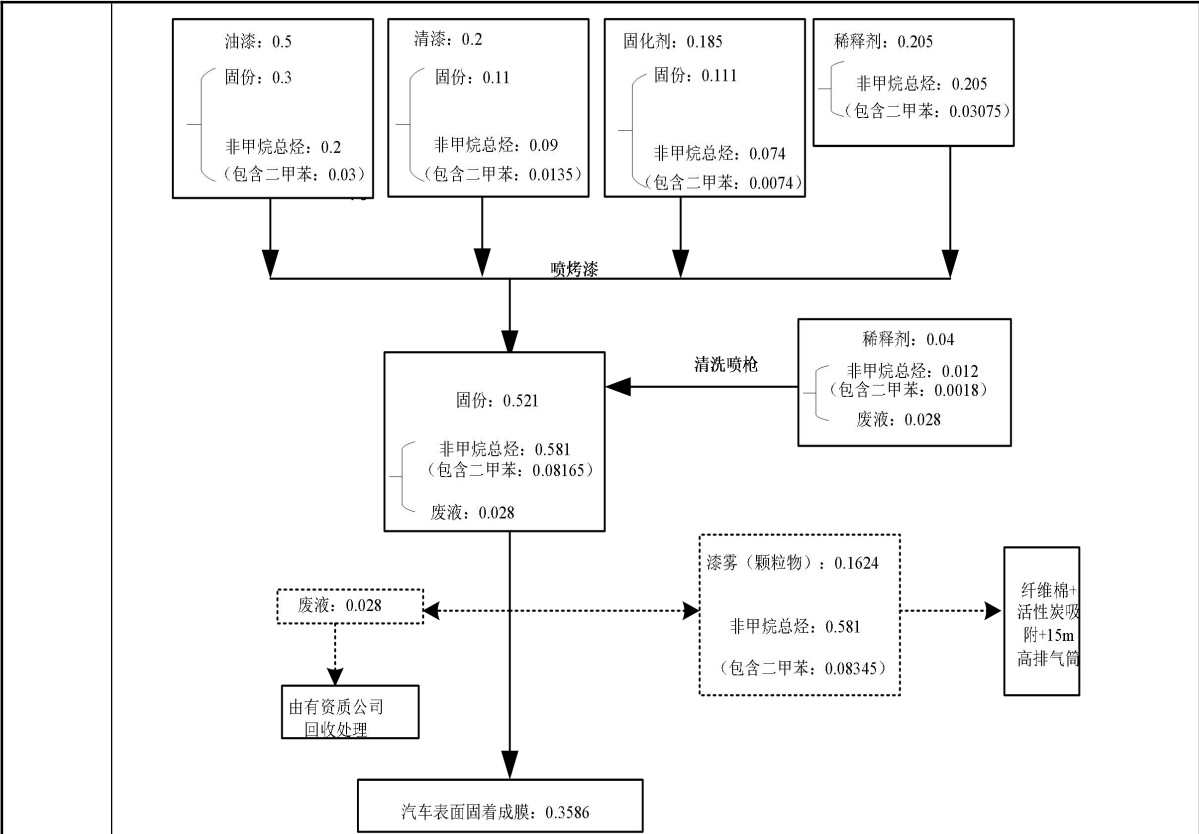 油漆：0.5
固份：0.3
非甲烷总烃：0.2
（包含二甲苯：0.03）
清漆：0.2
固份：0.11
非甲烷总烃：0.09
（包含二甲苯：0.0135）
固化剂：0.185
固份：0.111
非甲烷总烃：0.074
（包含二甲苯：0.0074）
稀释剂：0.205
非甲烷总烃：0.205
（包含二甲苯：0.03075）
喷烤漆
稀释剂：0.04
非甲烷总烃：0.012
（包含二甲苯：0.0018）
废液：0.028
清洗喷枪
固份：0.521
非甲烷总烃：0.581
（包含二甲苯：0.08165）
废液：0.028
漆雾（颗粒物）：0.1624
非甲烷总烃：0.581
（包含二甲苯：0.08345）
纤维棉+
活性炭吸
附+15m
高排气筒
废液：0.028
由有资质公司
回收处理
汽车表面固着成膜：0.3586